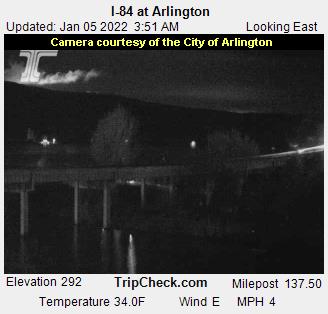 I-84 at Arlington
Updated: Jan 05 2022 3:51 AM Looking East
Camera courtesy of the City of Arlington
Elevation 292 TripCheck.com Milepost 137.50
Temperature 34.0F Wind E MPH 4